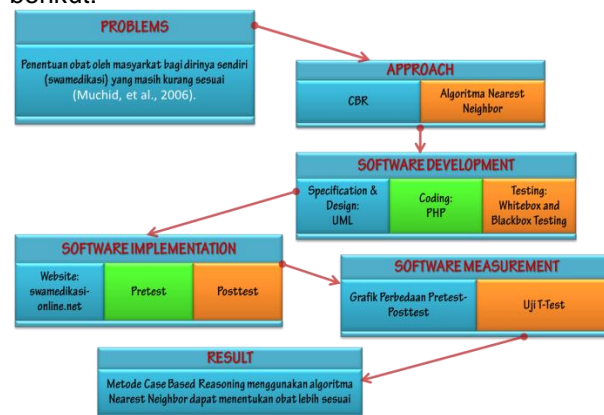 berikut.
PROBLEMS
Penentuan obat oleh masyarkat bagi dirinya sendiri
(swamedikasi) yang masih kurang sesuai
(Muchid, et al., 2006).
APPROACH
CBR
Algoritma Nearest
Neighbor
SOFTWARE DEVELOPMENT
Specification &
Design:
UML
Coding:
PHP
Testing:
Whitebox and
Blackbox Testing
SOFTWARE IMPLEMENTATION
Website:
swamedikasi-
online.net
Pretest
Posttest
SOFTWARE MEASUREMENT
Grafik Perbedaan Pretest-
Posttest
Uji T-Test
RESULT
Metode Case Based Reasoning menggunakan algoritma
Nearest Neighbor dapat menentukan obat lebih sesuai